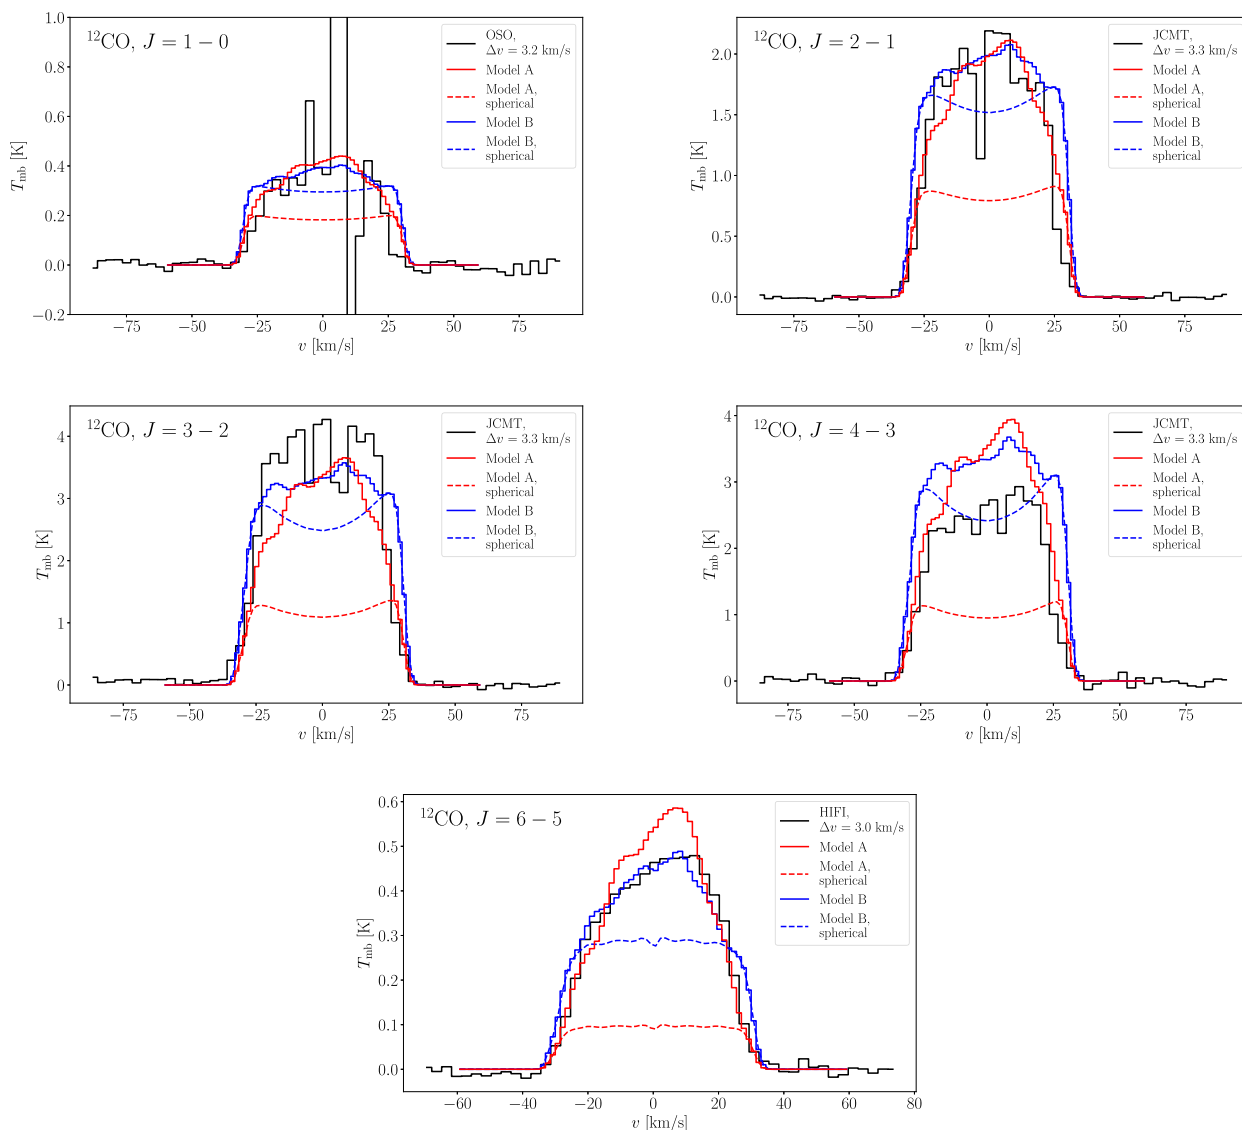 ¹²CO, J = 1 − 0
OSO,
Δv = 3.2 km/s
Model A
Model A,
spherical
Model B
Model B,
spherical
1.0
0.8
0.6
0.4
0.2
0.0
−0.2
T_mb [K]
−75 −50 −25 0 25 50 75
v [km/s]
¹²CO, J = 2 − 1
JCMT,
Δv = 3.3 km/s
Model A
Model A,
spherical
Model B
Model B,
spherical
2.0
1.5
1.0
0.5
0.0
T_mb [K]
−75 −50 −25 0 25 50 75
v [km/s]
¹²CO, J = 3 − 2
JCMT,
Δv = 3.3 km/s
Model A
Model A,
spherical
Model B
Model B,
spherical
4
3
2
1
0
T_mb [K]
−75 −50 −25 0 25 50 75
v [km/s]
¹²CO, J = 4 − 3
JCMT,
Δv = 3.3 km/s
Model A
Model A,
spherical
Model B
Model B,
spherical
4
3
2
1
0
T_mb [K]
−75 −50 −25 0 25 50 75
v [km/s]
¹²CO, J = 6 − 5
HIFI,
Δv = 3.0 km/s
Model A
Model A,
spherical
Model B
Model B,
spherical
0.6
0.5
0.4
0.3
0.2
0.1
0.0
T_mb [K]
−60 −40 −20 0 20 40 60 80
v [km/s]